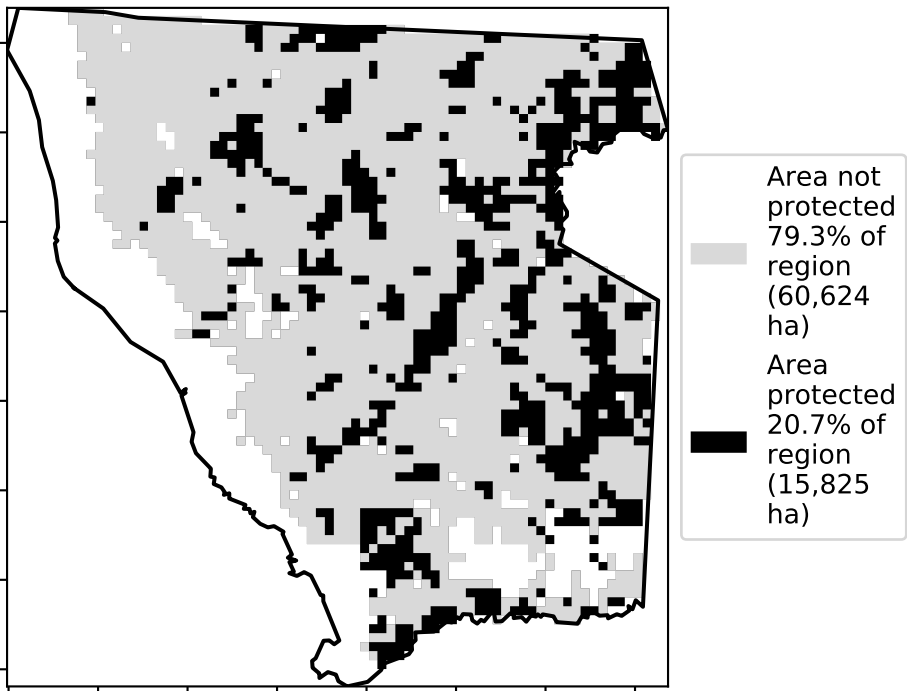 Area not
protected
79.3% of
region
(60,624
ha)
Area
protected
20.7% of
region
(15,825
ha)